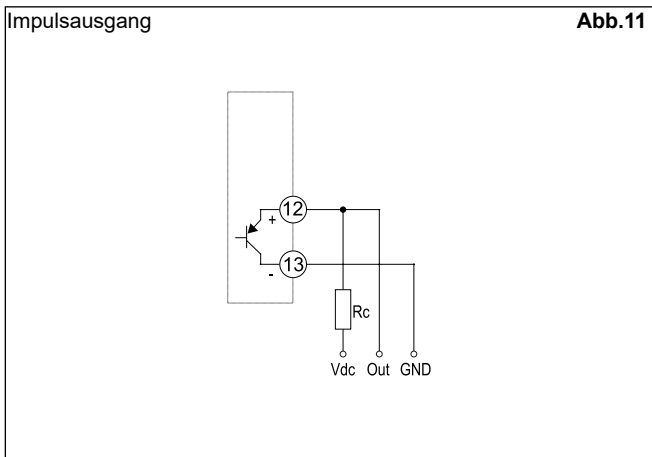 Impulsausgang Abb.11
12
+
13
-
Rc
Vdc Out GND